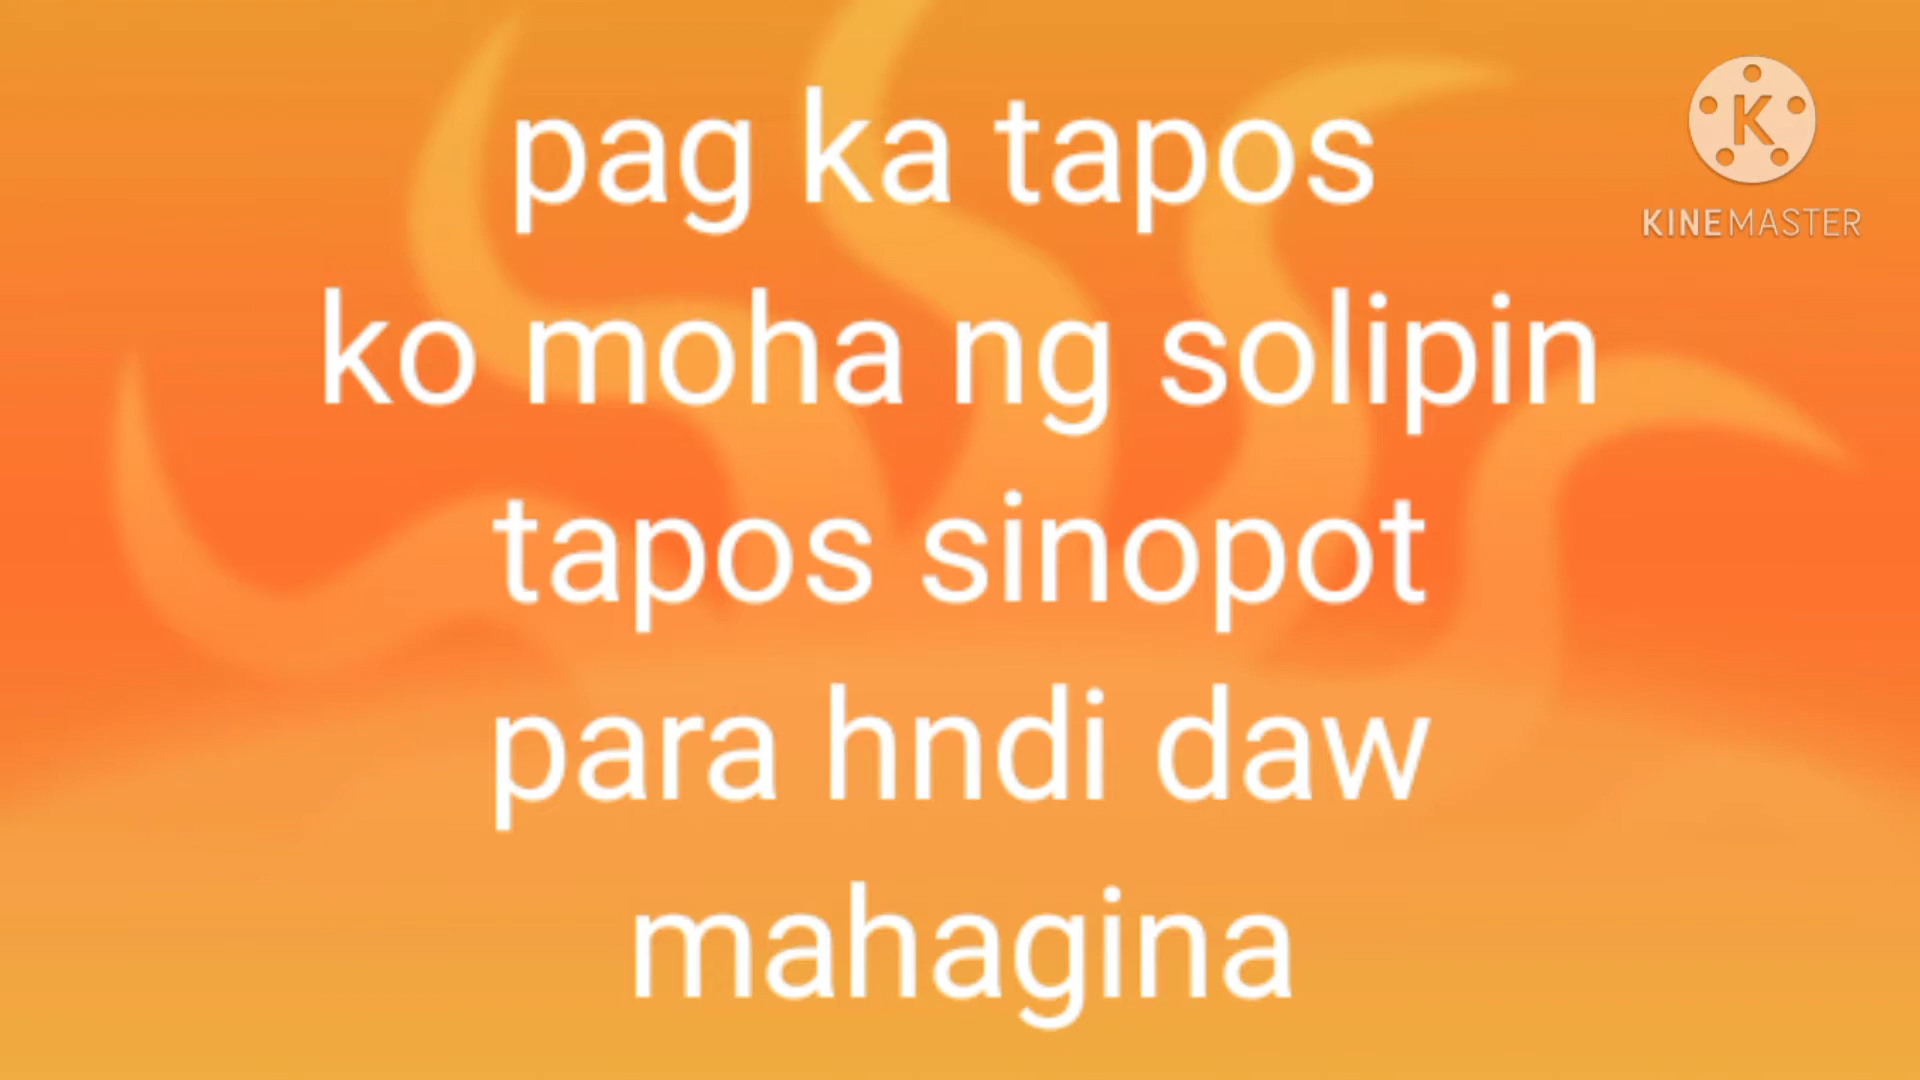 pag ka tapos
ko moha ng solipin
tapos sinopot
para hndi daw
mahagina
K
KINEMASTER